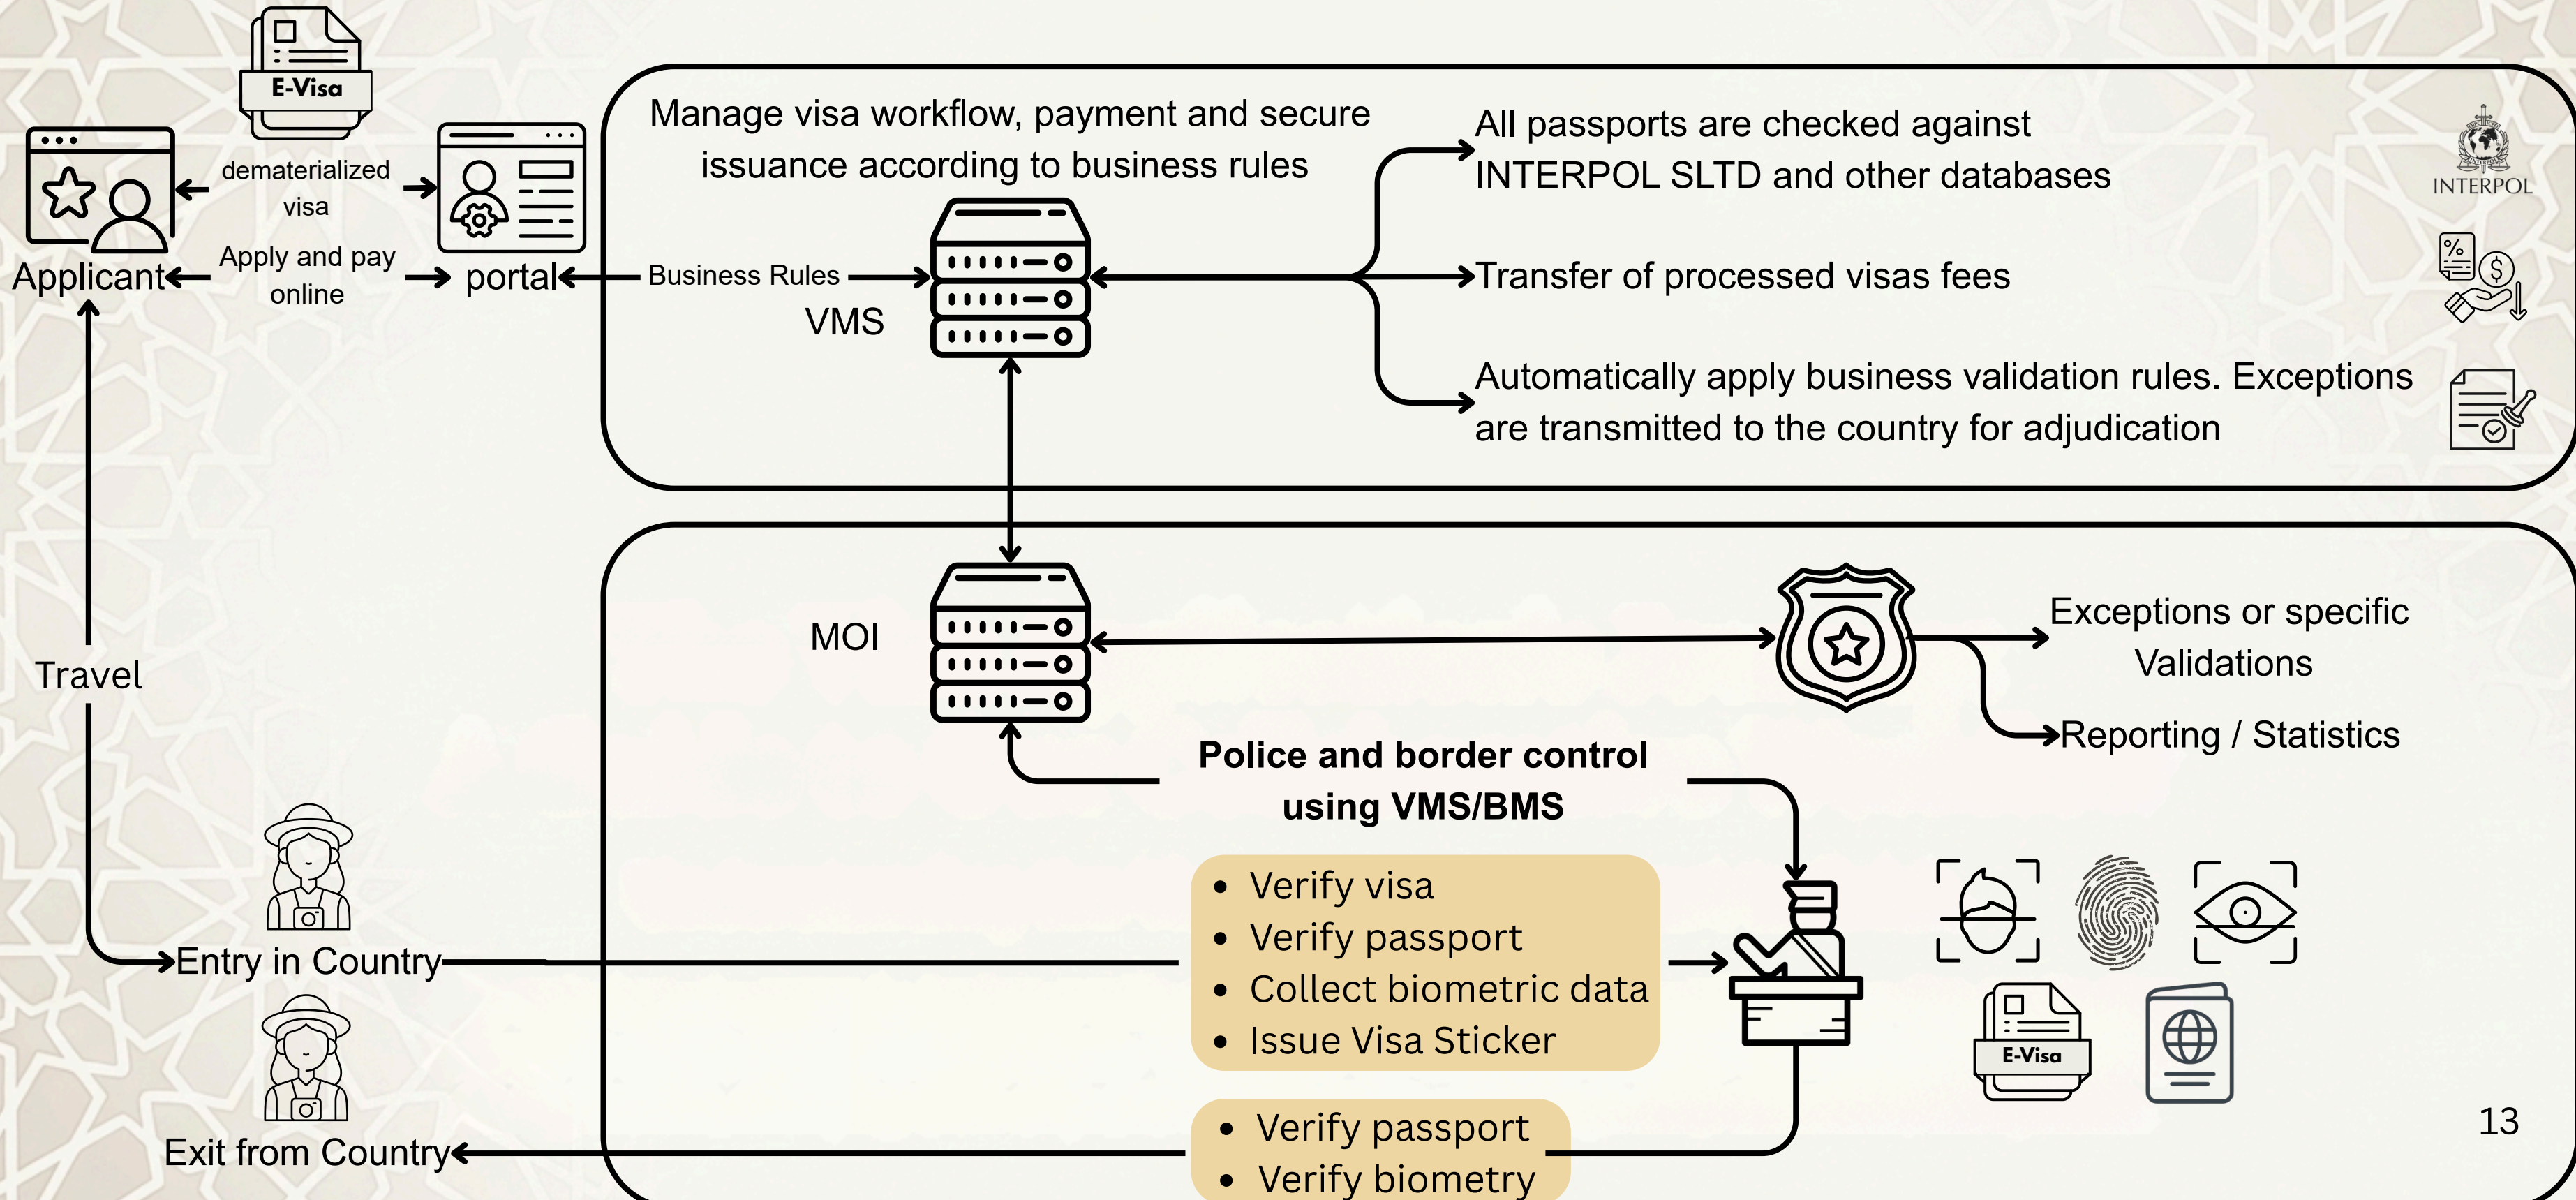 E-Visa
dematerialized
visa
Apply and pay
online
Applicant
portal
Manage visa workflow, payment and secure
issuance according to business rules
Business Rules
VMS
All passports are checked against
INTERPOL SLTD and other databases
INTERPOL
Transfer of processed visas fees
Automatically apply business validation rules. Exceptions
are transmitted to the country for adjudication
MOI
Exceptions or specific
Validations
Reporting / Statistics
Travel
Police and border control
using VMS/BMS
• Verify visa
• Verify passport
• Collect biometric data
• Issue Visa Sticker
Entry in Country
E-Visa
• Verify passport
• Verify biometry
Exit from Country
13